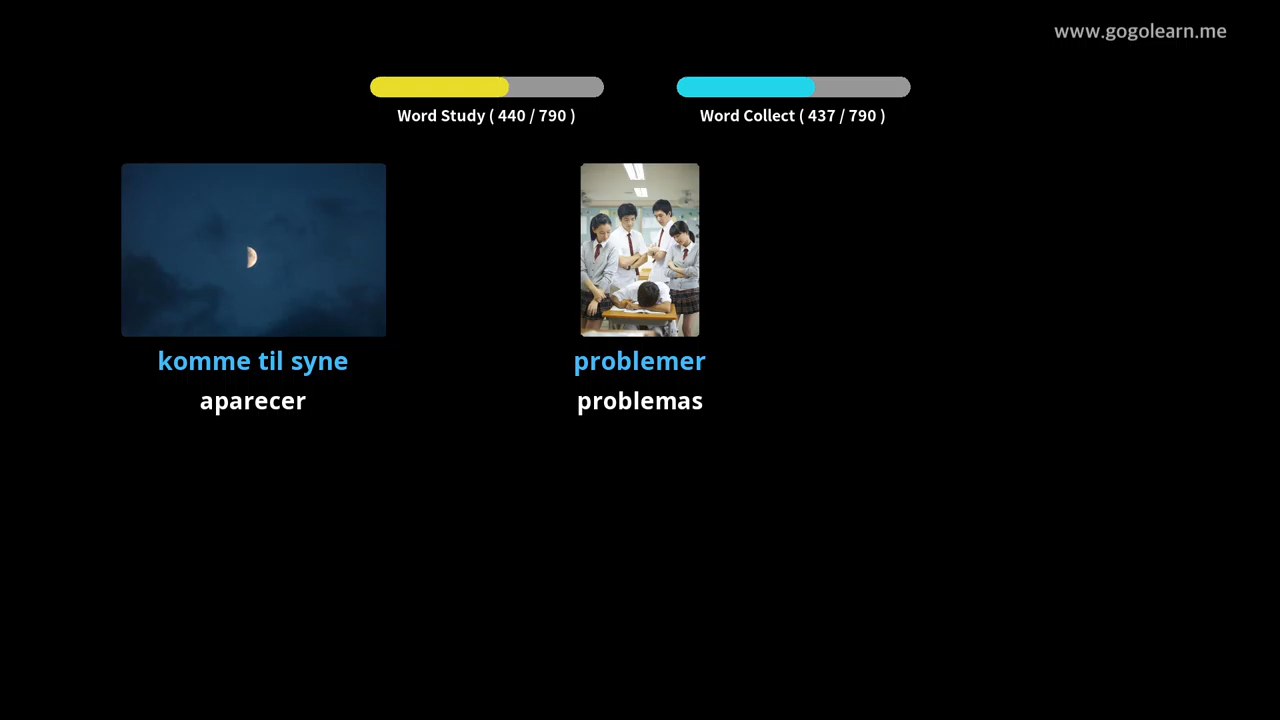 www.gogolearn.me
Word Study ( 440 / 790 )
Word Collect ( 437 / 790 )
komme til syne
aparecer
problemer
problemas